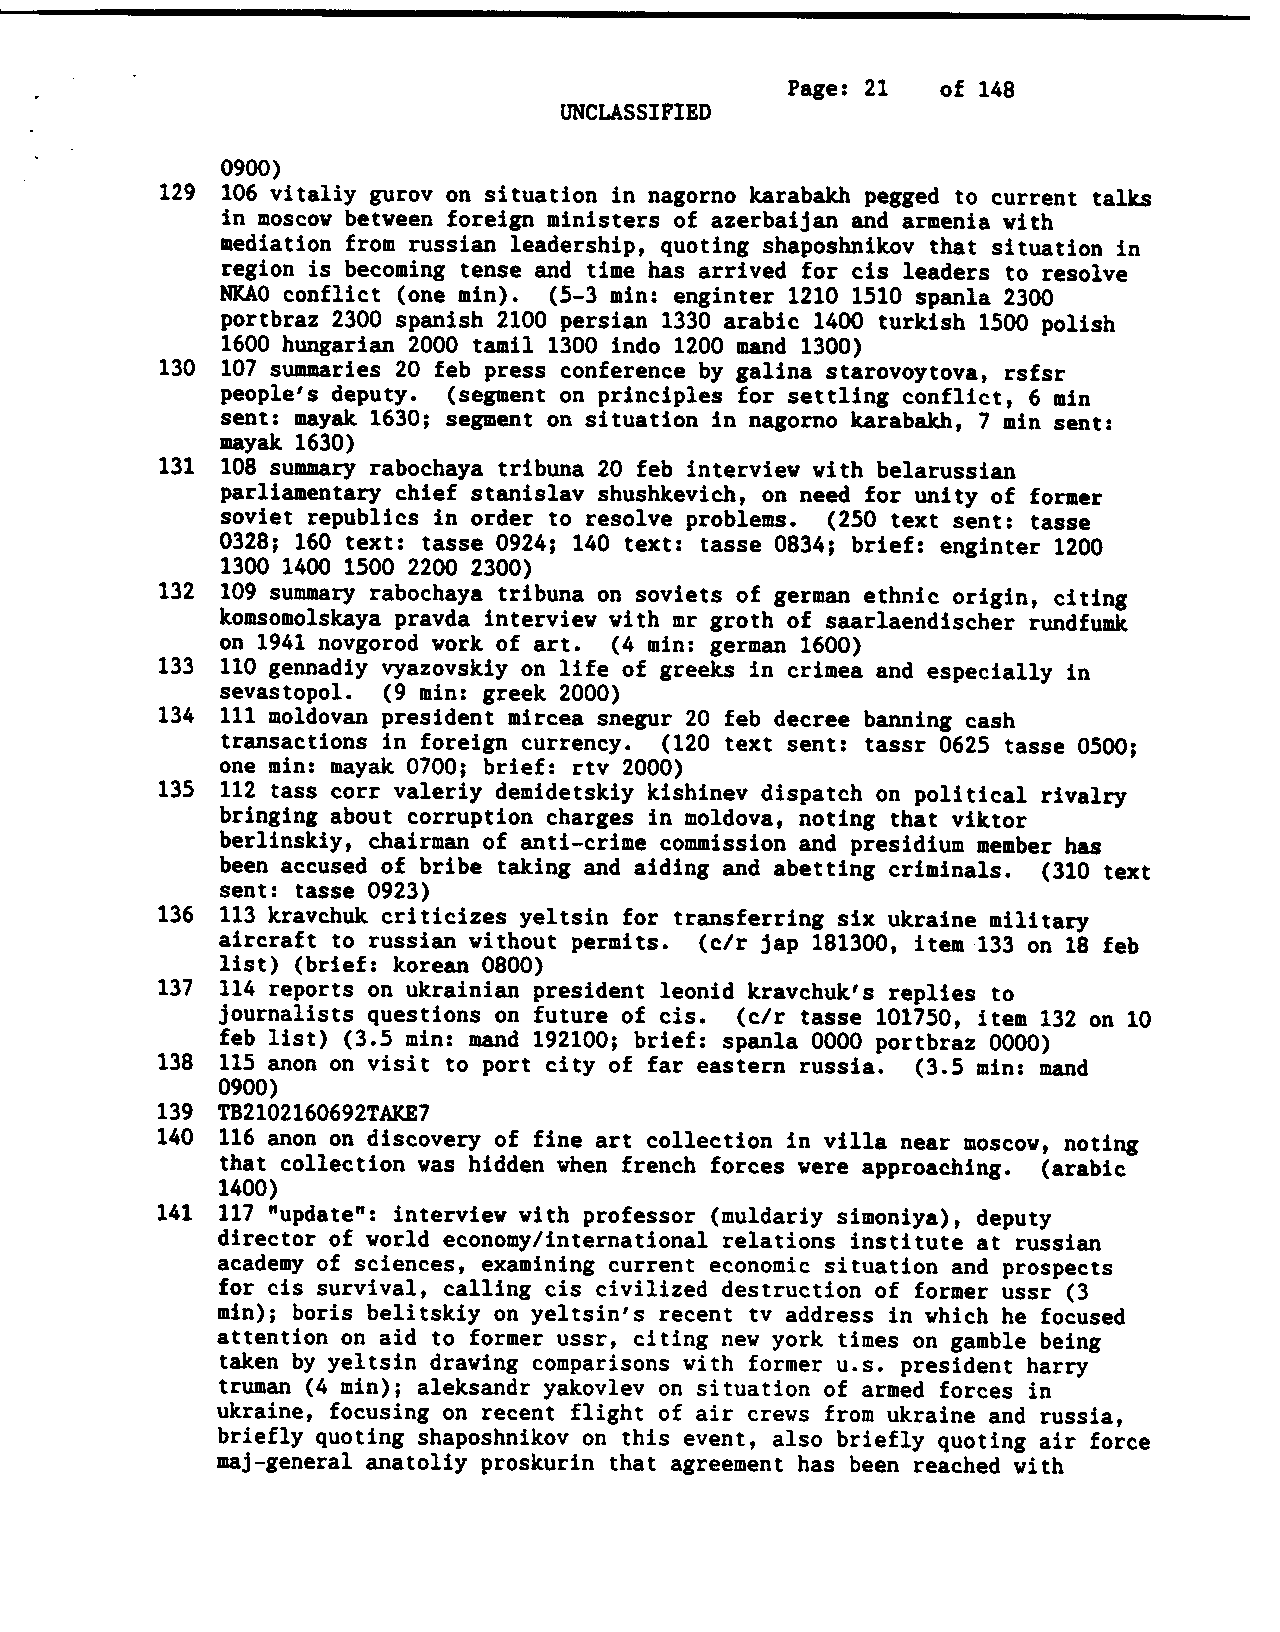 Page: 21 of 148
UNCLASSIFIED
0900)
129 106 vitaliy gurov on situation in nagorno karabakh pegged to current talks
in moscow between foreign ministers of azerbaijan and armenia with
mediation from russian leadership, quoting shaposhnikov that situation in
region is becoming tense and time has arrived for cis leaders to resolve
NKAO conflict (one min). (5-3 min: enginter 1210 1510 spanla 2300
portbraz 2300 spanish 2100 persian 1330 arabic 1400 turkish 1500 polish
1600 hungarian 2000 tamil 1300 indo 1200 mand 1300)
130 107 summaries 20 feb press conference by galina starovoytova, rsfsr
people's deputy. (segment on principles for settling conflict, 6 min
sent: mayak 1630; segment on situation in nagorno karabakh, 7 min sent:
mayak 1630)
131 108 summary rabochaya tribuna 20 feb interview with belarussian
parliamentary chief stanislav shushkevich, on need for unity of former
soviet republics in order to resolve problems. (250 text sent: tasse
0328; 160 text: tasse 0924; 140 text: tasse 0834; brief: enginter 1200
1300 1400 1500 2200 2300)
132 109 summary rabochaya tribuna on soviets of german ethnic origin, citing
komsomolskaya pravda interview with mr groth of saarlaendischer rundfumk
on 1941 novgorod work of art. (4 min: german 1600)
133 110 gennadiy vyazovskiy on life of greeks in crimea and especially in
sevastopol. (9 min: greek 2000)
134 111 moldovan president mircea snegur 20 feb decree banning cash
transactions in foreign currency. (120 text sent: tassr 0625 tasse 0500;
one min: mayak 0700; brief: rtv 2000)
135 112 tass corr valeriy demidetskiy kishinev dispatch on political rivalry
bringing about corruption charges in moldova, noting that viktor
berlinskiy, chairman of anti-crime commission and presidium member has
been accused of bribe taking and aiding and abetting criminals. (310 text
sent: tasse 0923)
136 113 kravchuk criticizes yeltsin for transferring six ukraine military
aircraft to russian without permits. (c/r jap 181300, item 133 on 18 feb
list) (brief: korean 0800)
137 114 reports on ukrainian president leonid kravchuk's replies to
journalists questions on future of cis. (c/r tasse 101750, item 132 on 10
feb list) (3.5 min: mand 192100; brief: spanla 0000 portbraz 0000)
138 115 anon on visit to port city of far eastern russia. (3.5 min: mand
0900)
139 TB2102160692TAKE7
140 116 anon on discovery of fine art collection in villa near moscow, noting
that collection was hidden when french forces were approaching. (arabic
1400)
141 117 "update": interview with professor (muldariy simoniya), deputy
director of world economy/international relations institute at russian
academy of sciences, examining current economic situation and prospects
for cis survival, calling cis civilized destruction of former ussr (3
min); boris belitskiy on yeltsin's recent tv address in which he focused
attention on aid to former ussr, citing new york times on gamble being
taken by yeltsin drawing comparisons with former u.s. president harry
truman (4 min); aleksandr yakovlev on situation of armed forces in
ukraine, focusing on recent flight of air crews from ukraine and russia,
briefly quoting shaposhnikov on this event, also briefly quoting air force
maj-general anatoliy proskurin that agreement has been reached with